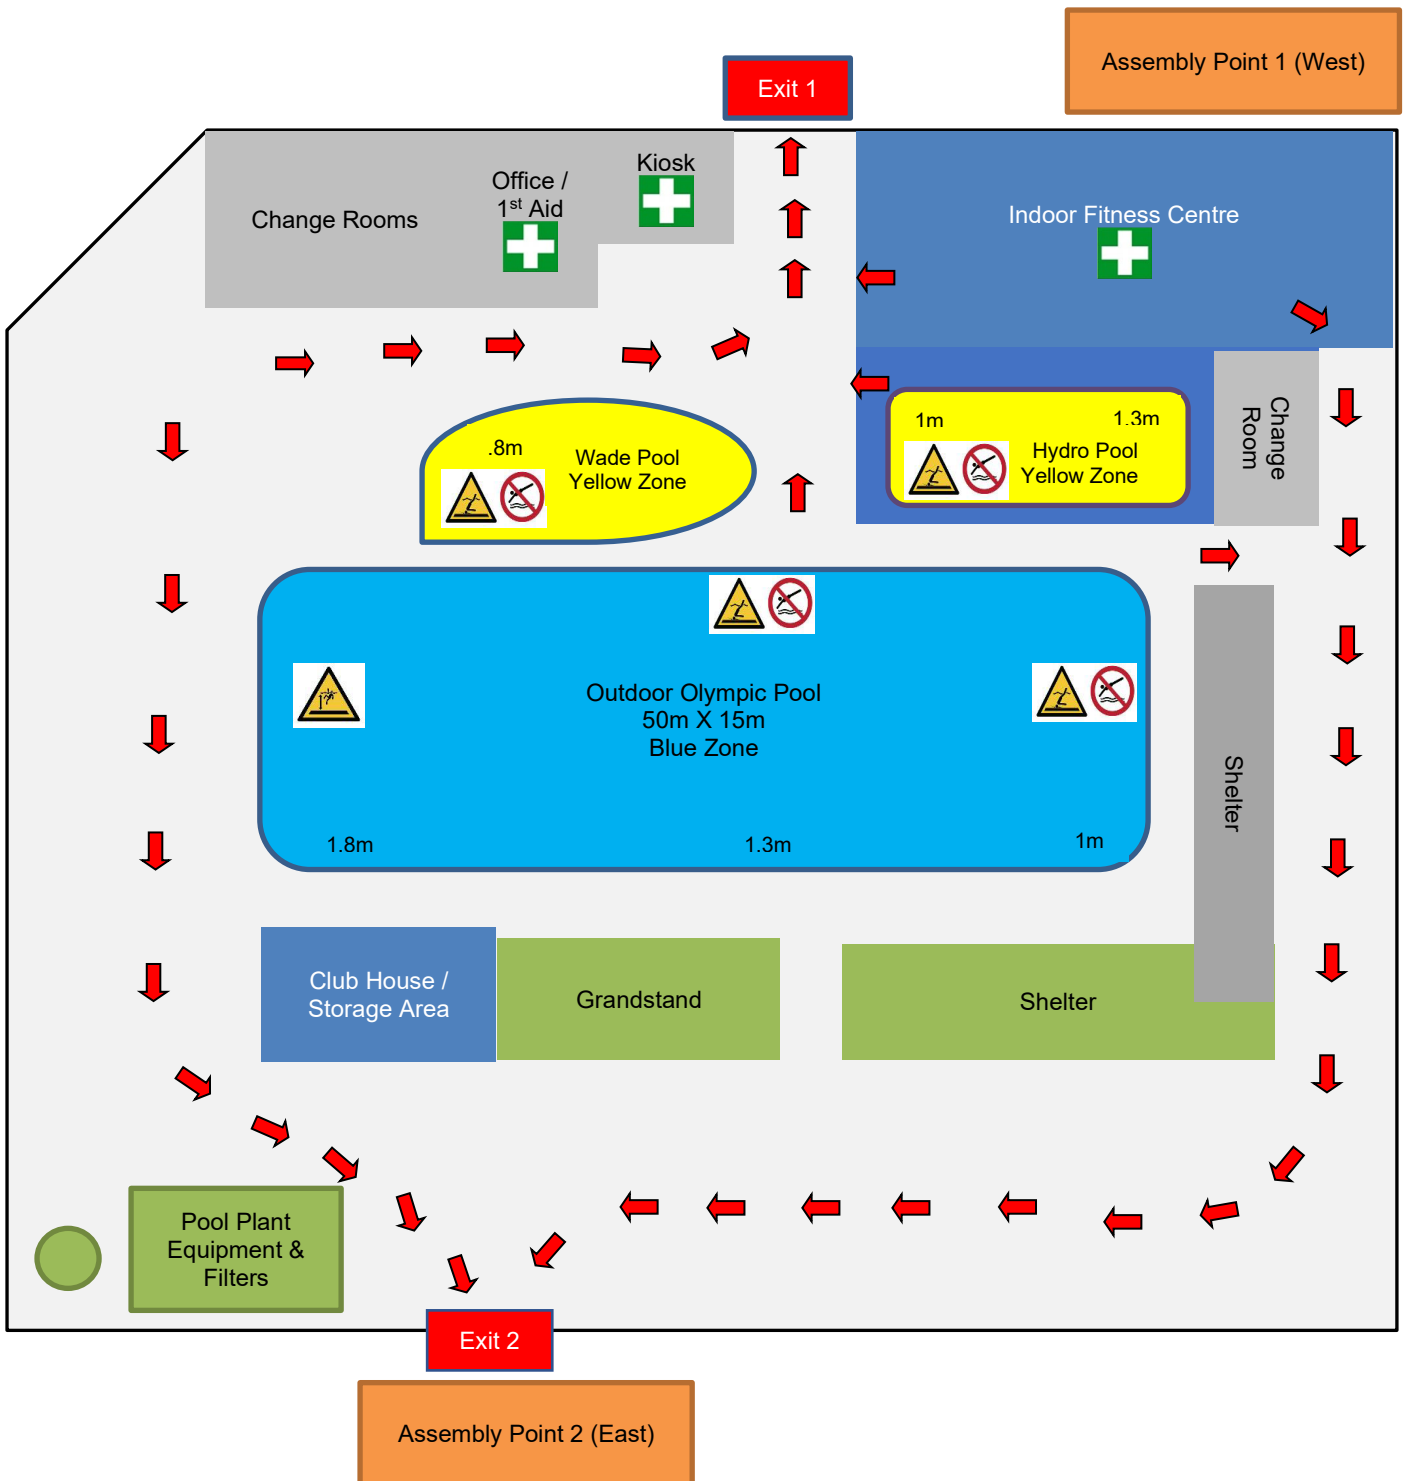 Assembly Point 1 (West)
Exit 1
Kiosk
Office /
1st Aid
Change Rooms
Indoor Fitness Centre
1m
1.3m
Hydro Pool
Yellow Zone
Change
Room
.8m
Wade Pool
Yellow Zone
Outdoor Olympic Pool
50m X 15m
Blue Zone
1.8m
1.3m
1m
Shelter
Club House /
Storage Area
Grandstand
Shelter
Pool Plant
Equipment &
Filters
Exit 2
Assembly Point 2 (East)